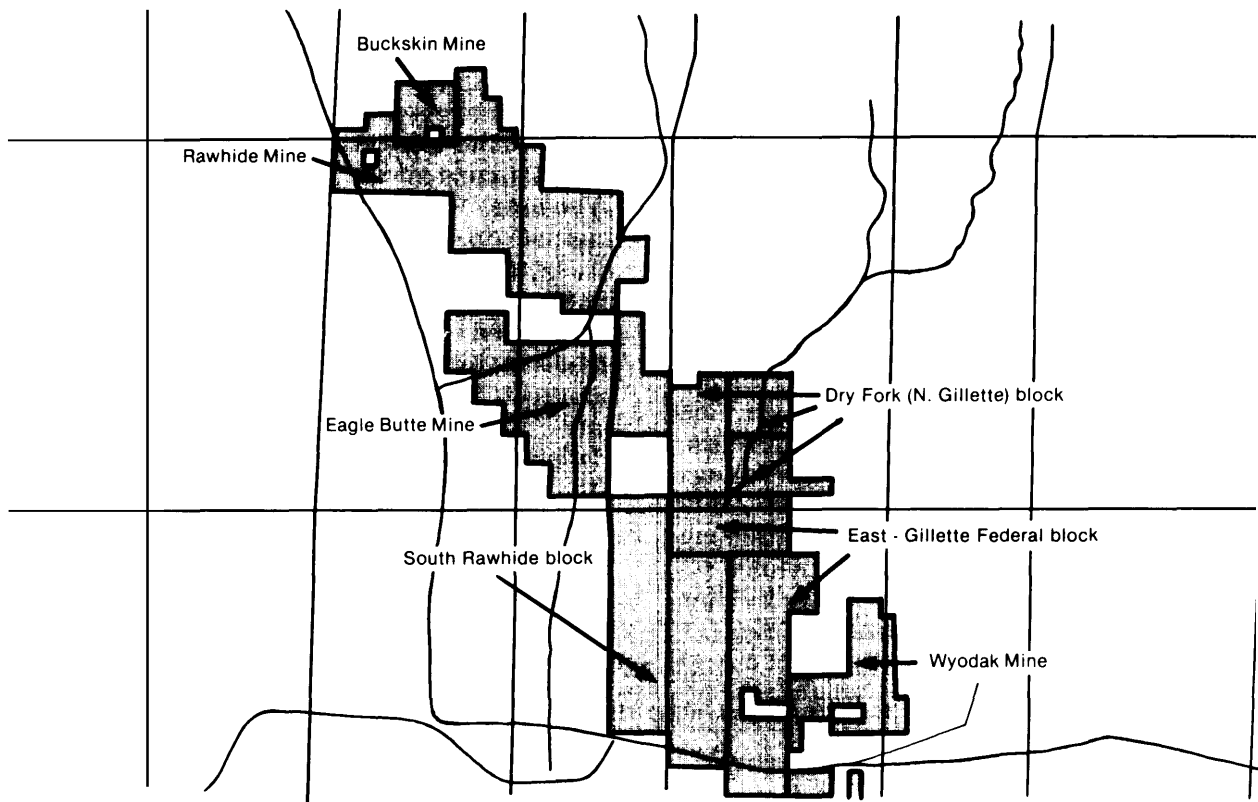 Buckskin Mine
Rawhide Mine
Dry Fork (N. Gillette) block
Eagle Butte Mine
East - Gillette Federal block
South Rawhide block
Wyodak Mine